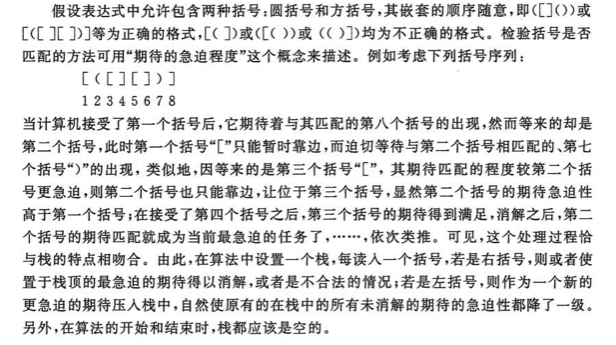 假设表达式中允许包含两种括号:圆括号和方括号,其嵌套的顺序随意,即([]())或
[([ ][ ])]等为正确的格式,[( ])或([( ))或 (( )])均为不正确的格式。检验括号是否
匹配的方法可用“期待的急迫程度”这个概念来描述。例如考虑下列括号序列:
[ ( [ ] [ ] ) ]
1 2 3 4 5 6 7 8
当计算机接受了第一个括号后,它期待着与其匹配的第八个括号的出现,然而等来的却是
第二个括号,此时第一个括号“[”只能暂时靠边,而迫切等待与第二个括号相匹配的、第七
个括号“)”的出现,类似地,因等来的是第三个括号“[”,其期待匹配的程度较第二个括
号更急迫,则第二个括号也只能靠边,让位于第三个括号,显然第二个括号的期待急迫性
高于第一个括号;在接受了第四个括号之后,第三个括号的期待得到满足,消解之后,第二
个括号的期待匹配就成为当前最急迫的任务了,……,依次类推。可见,这个处理过程恰
与栈的特点相吻合。由此,在算法中设置一个栈,每读入一个括号,若是右括号,则或者使
置于栈顶的最急迫的期待得以消解,或者是不合法的情况;若是左括号,则作为一个新的
更急迫的期待压入栈中,自然使原有的在栈中的所有未消解的期待的急迫性都降了一级。
另外,在算法的开始和结束时,栈都应该是空的。